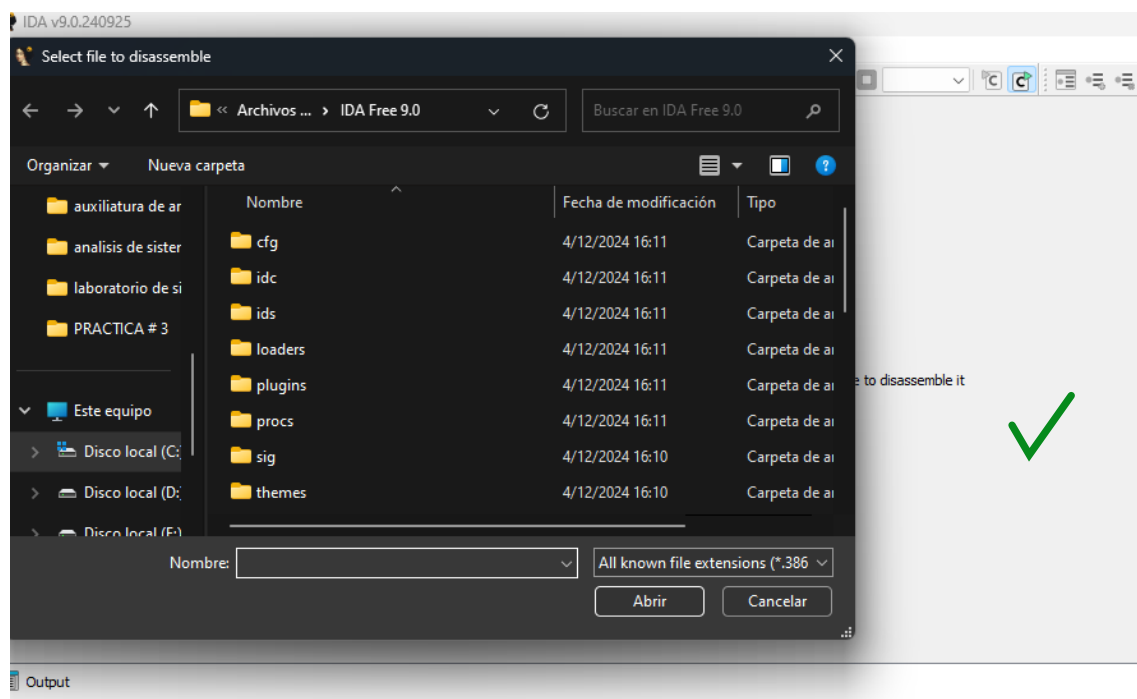 IDA v9.0.240925
Select file to disassemble
« Archivos ... › IDA Free 9.0
Buscar en IDA Free 9.0
Organizar
Nueva carpeta
Nombre
Fecha de modificación
Tipo
auxiliatura de ar
analisis de sister
laboratorio de si
PRACTICA # 3
Este equipo
Disco local (C:)
Disco local (D:)
Disco local (E:)
cfg 4/12/2024 16:11 Carpeta de ar
idc 4/12/2024 16:11 Carpeta de ar
ids 4/12/2024 16:11 Carpeta de ar
loaders 4/12/2024 16:11 Carpeta de ar
plugins 4/12/2024 16:11 Carpeta de ar
procs 4/12/2024 16:11 Carpeta de ar
sig 4/12/2024 16:10 Carpeta de ar
themes 4/12/2024 16:10 Carpeta de ar
e to disassemble it
Nombre:
All known file extensions (*.386
Abrir
Cancelar
Output